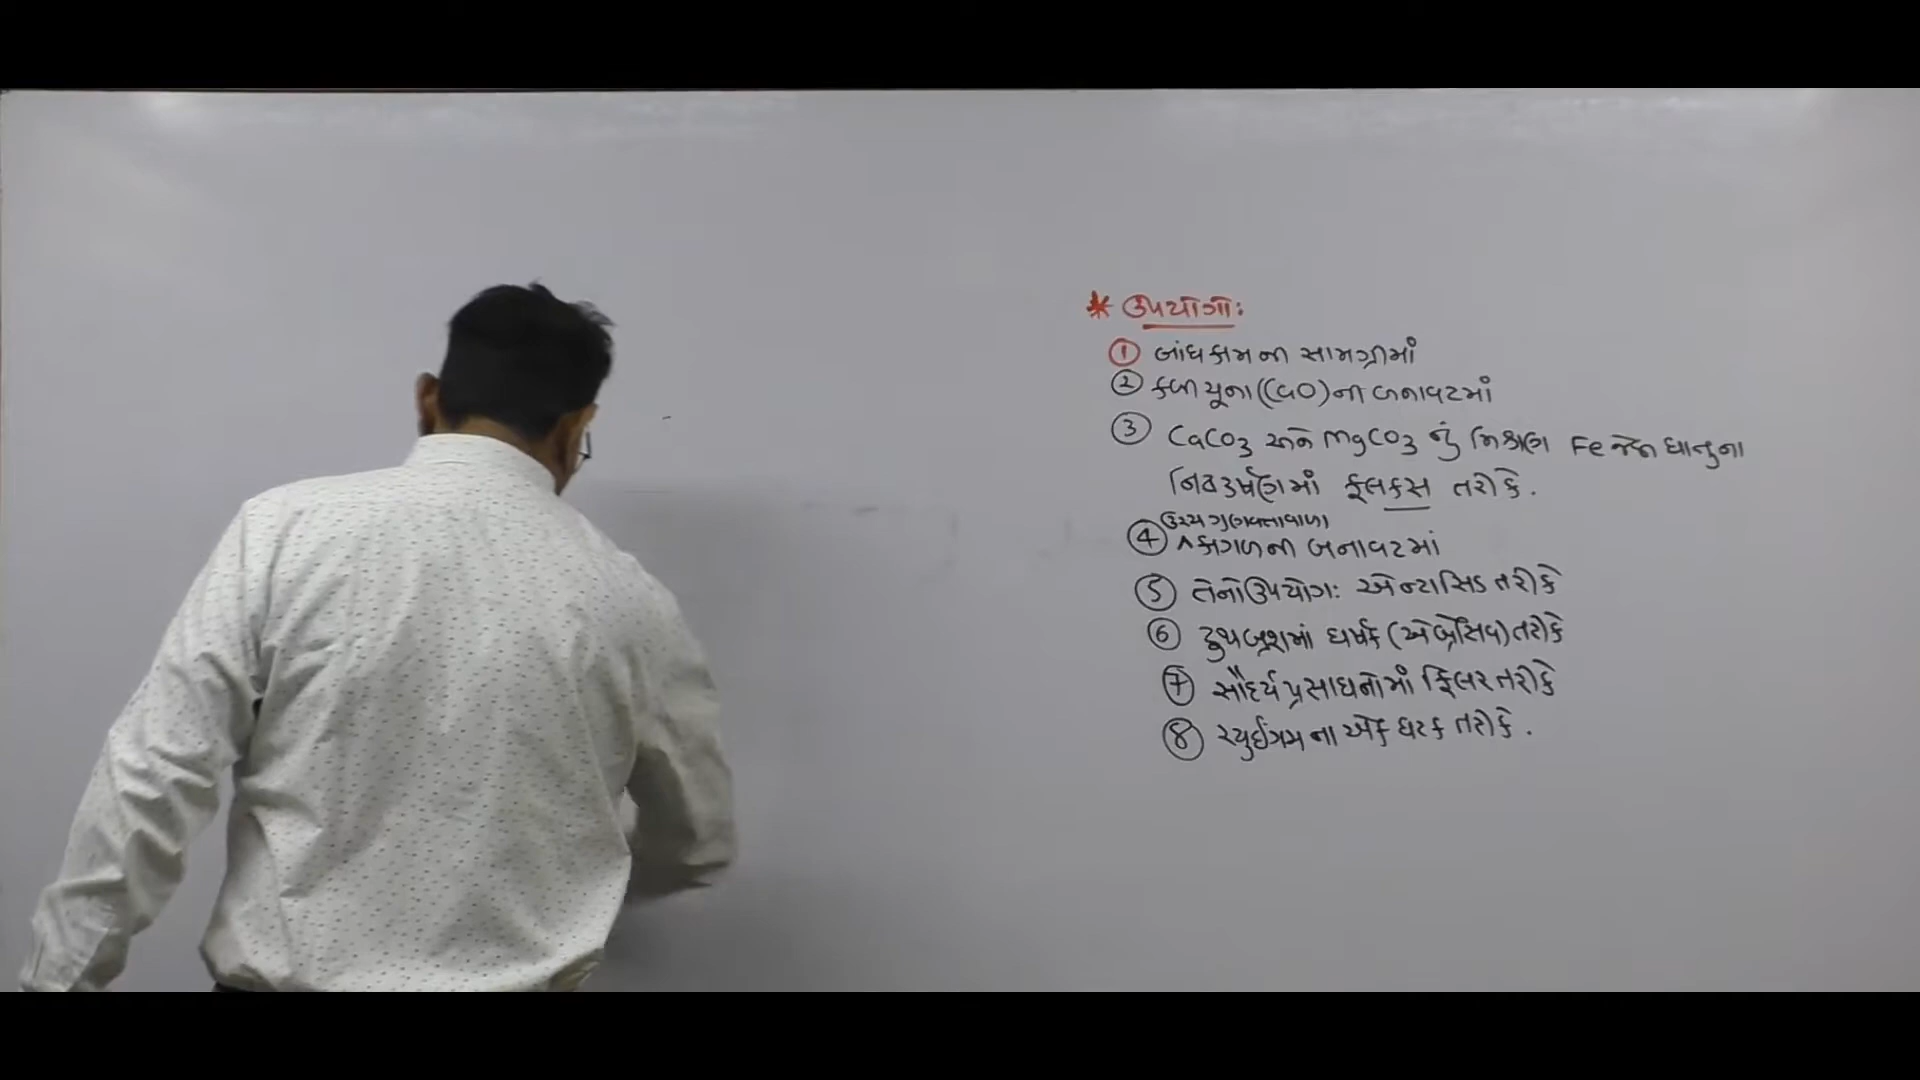 * ઉપયોગો:
① બાંધકામની સામગ્રીમાં
② કળીચૂના (CaO)ની બનાવટમાં
③ CaCO3 અને MgCO3 નું મિશ્રણ Fe જેવા ધાતુના
નિષ્કર્ષણમાં ફ્લક્સ તરીકે.
ઉચ્ચ ગુણવત્તાવાળા
④ ^ કાગળની બનાવટમાં
⑤ તેનો ઉપયોગ: એન્ટાસિડ તરીકે
⑥ ટુથબ્રશમાં ઘર્ષક (એબ્રેસિવ) તરીકે
⑦ સૌંદર્ય પ્રસાધનોમાં ફિલર તરીકે
⑧ ચ્યુઈંગમ ના એક ઘટક તરીકે.